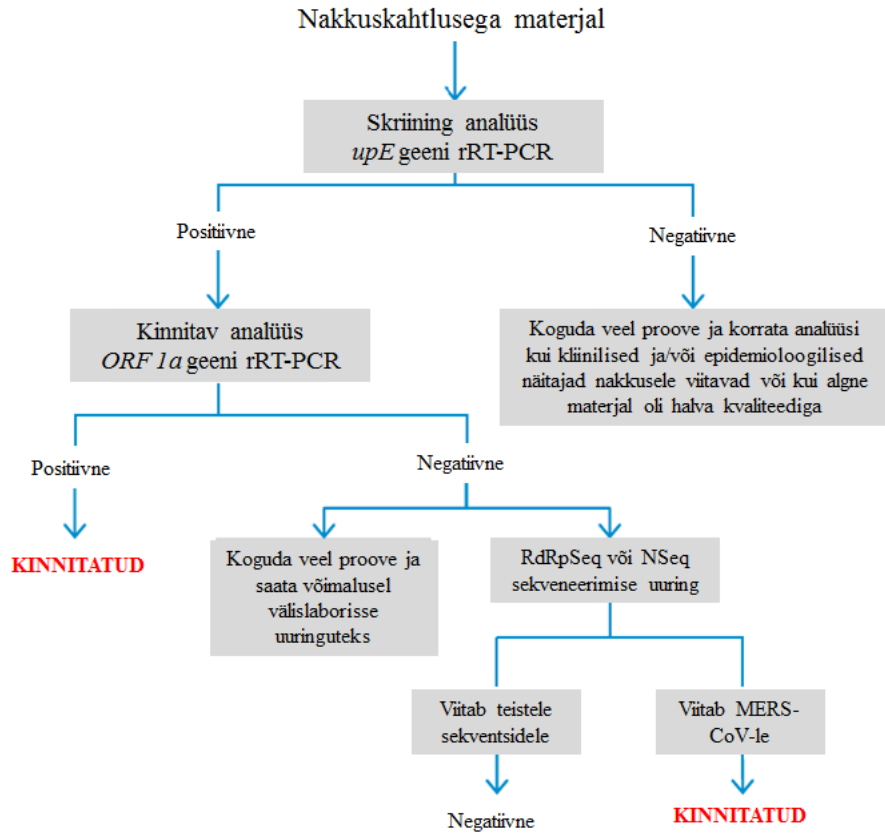 Nakkuskahtlusega materjal
Skriining analüüs
upE geeni rRT-PCR
Positiivne
Negatiivne
Kinnitav analüüs
ORF 1a geeni rRT-PCR
Koguda veel proove ja korrata analüüsi
kui kliinilised ja/või epidemioloogilised
näitajad nakkusele viitavad või kui algne
materjal oli halva kvaliteediga
Positiivne
Negatiivne
KINNITATUD
Koguda veel proove ja
saata võimalusel
välislaborisse
uuringuteks
RdRpSeq või NSeq
sekveneerimise uuring
Viitab teistele
sekventsidele
Viitab MERS-
CoV-le
Negatiivne
KINNITATUD